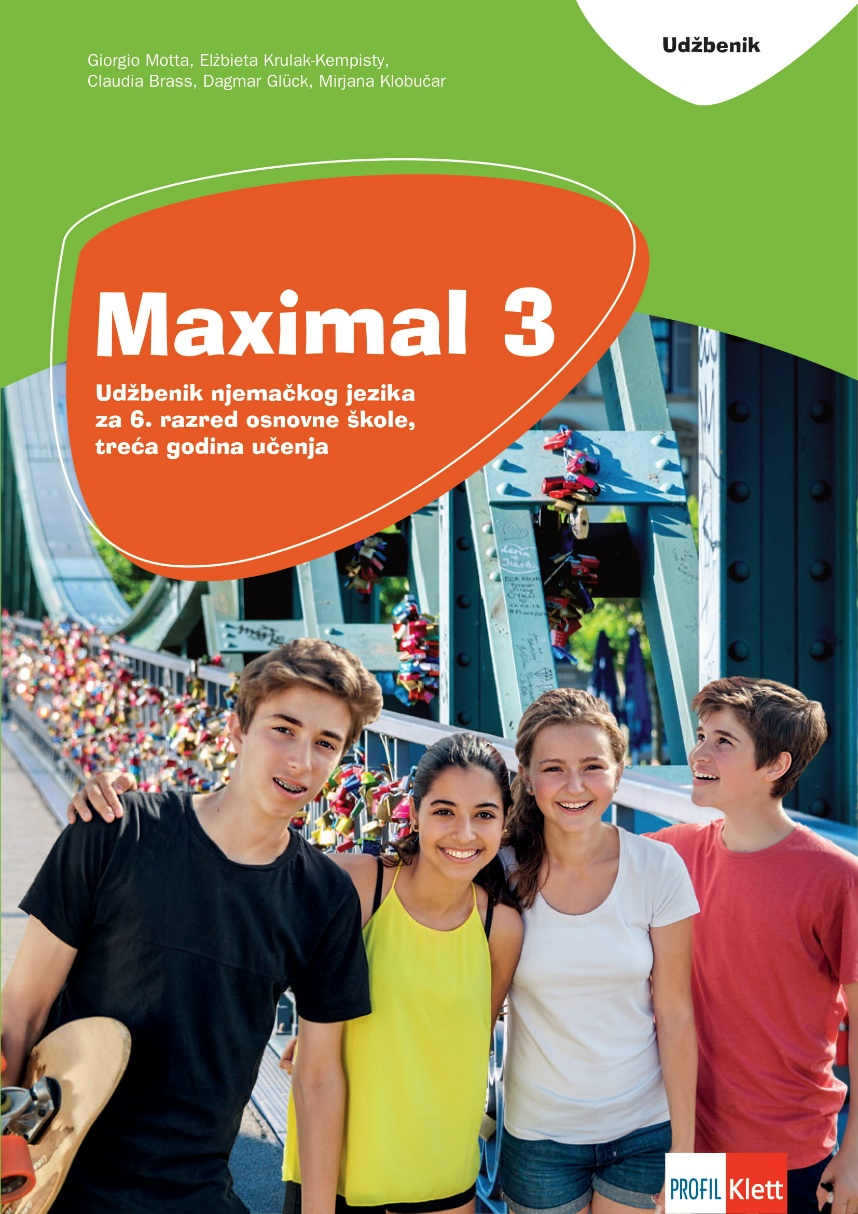 Giorgio Motta, Elżbieta Krulak-Kempisty,
Claudia Brass, Dagmar Glück, Mirjana Klobučar
Udžbenik
Maximal 3
Udžbenik njemačkog jezika
za 6. razred osnovne škole,
treća godina učenja
PROFIL Klett